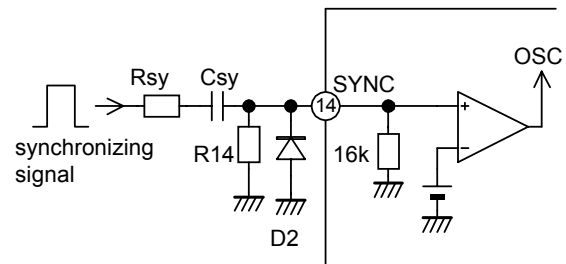 OSC
Rsy Csy SYNC
14
+
synchronizing
signal
R14
16k
−
D2